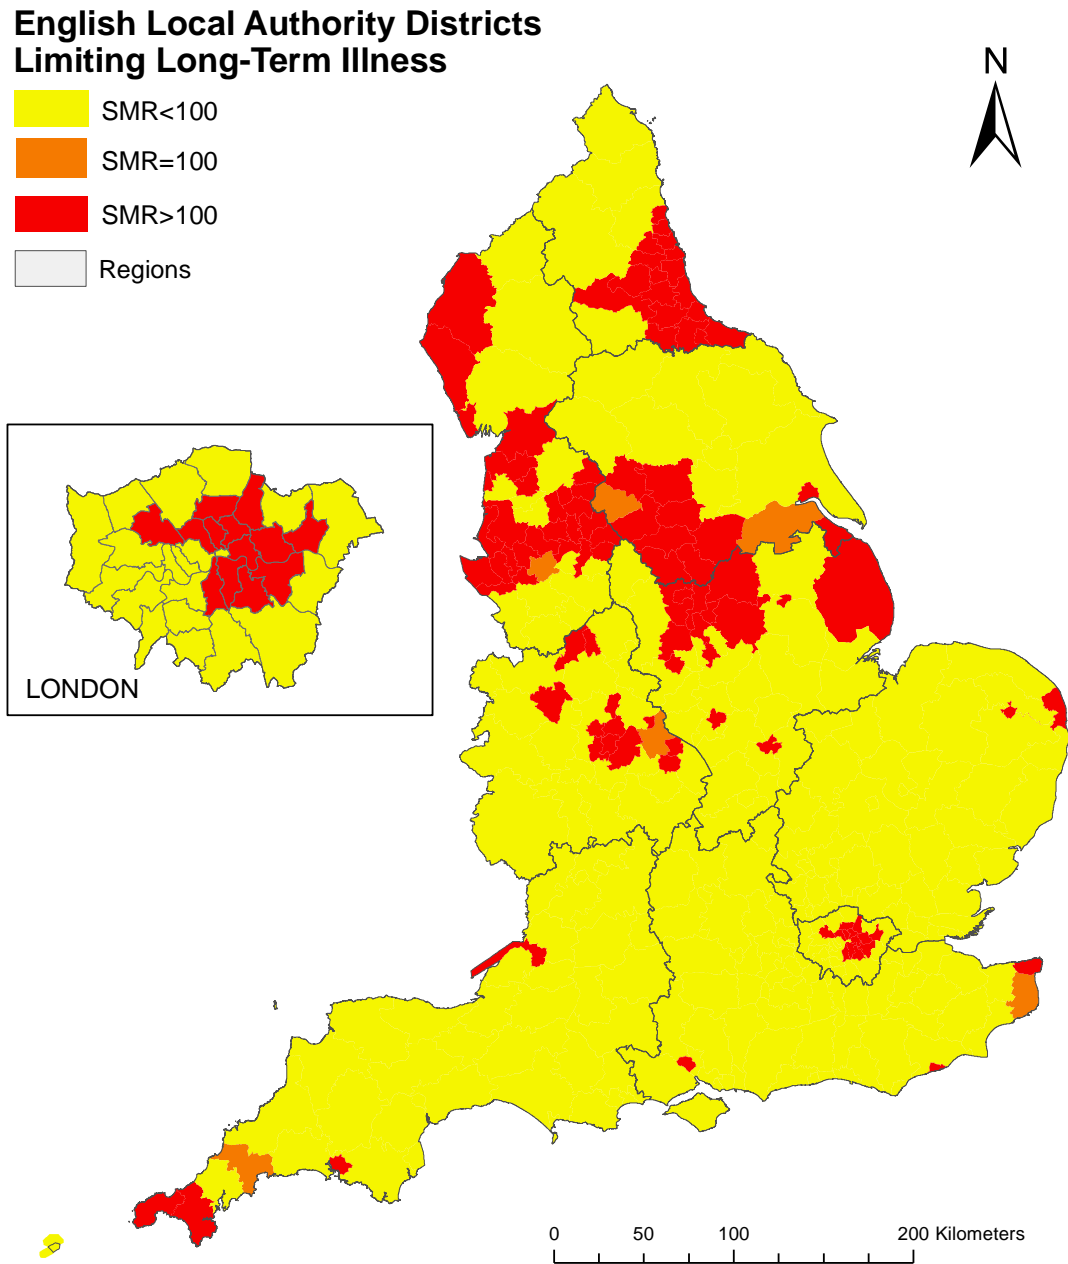 English Local Authority Districts
Limiting Long-Term Illness
SMR<100
SMR=100
SMR>100
Regions
N
LONDON
0 50 100 200 Kilometers